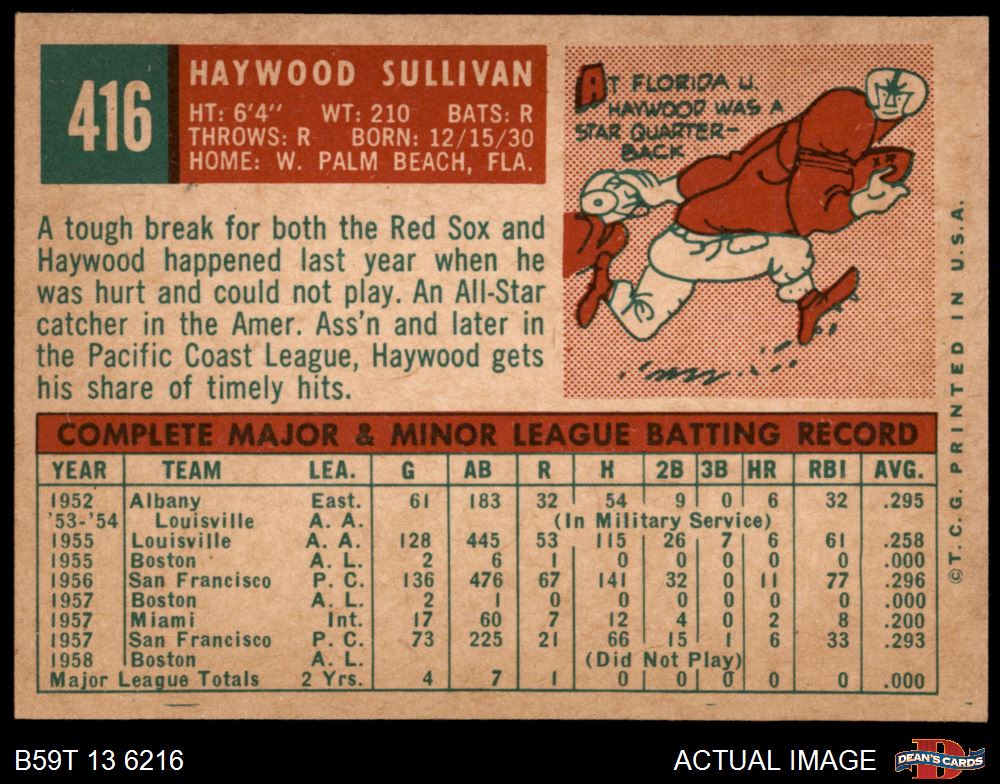 416
HAYWOOD SULLIVAN
HT: 6'4" WT: 210 BATS: R
THROWS: R BORN: 12/15/30
HOME: W. PALM BEACH, FLA.
AT FLORIDA U.
HAYWOOD WAS A
STAR QUARTER-
BACK
A tough break for both the Red Sox and
Haywood happened last year when he
was hurt and could not play. An All-Star
catcher in the Amer. Ass'n and later in
the Pacific Coast League, Haywood gets
his share of timely hits.
©T.C.G. PRINTED IN U.S.A.
COMPLETE MAJOR & MINOR LEAGUE BATTING RECORD
YEAR TEAM LEA. G AB R H 2B 3B HR RBI AVG.
1952 Albany East. 61 183 32 54 9 0 6 32 .295
'53-'54 Louisville A. A. (In Military Service)
1955 Louisville A. A. 128 445 53 115 26 7 6 61 .258
1955 Boston A. L. 2 6 1 0 0 0 0 0 .000
1956 San Francisco P. C. 136 476 67 141 32 0 11 77 .296
1957 Boston A. L. 2 1 0 0 0 0 0 0 .000
1957 Miami Int. 17 60 7 12 4 0 2 8 .200
1957 San Francisco P. C. 73 225 21 66 15 1 6 33 .293
1958 Boston A. L. (Did Not Play)
Major League Totals 2 Yrs. 4 7 1 0 0 0 0 0 .000
B59T 13 6216
ACTUAL IMAGE
DEAN'S CARDS